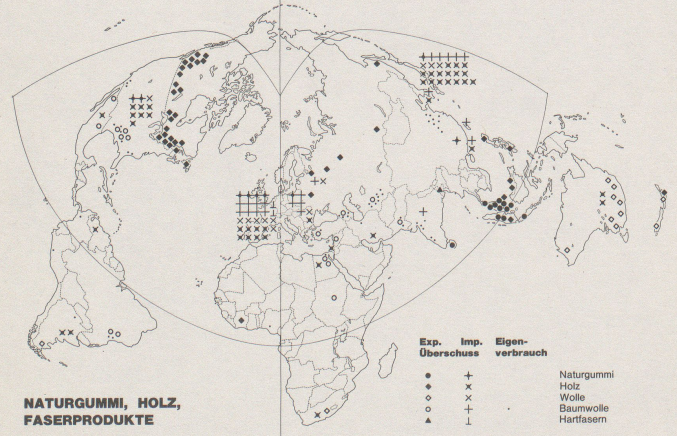 Exp. Imp. Eigen-
Überschuss verbrauch
Naturgummi
Holz
Wolle
Baumwolle
Hartfasern
NATURGUMMI, HOLZ,
FASERPRODUKTE